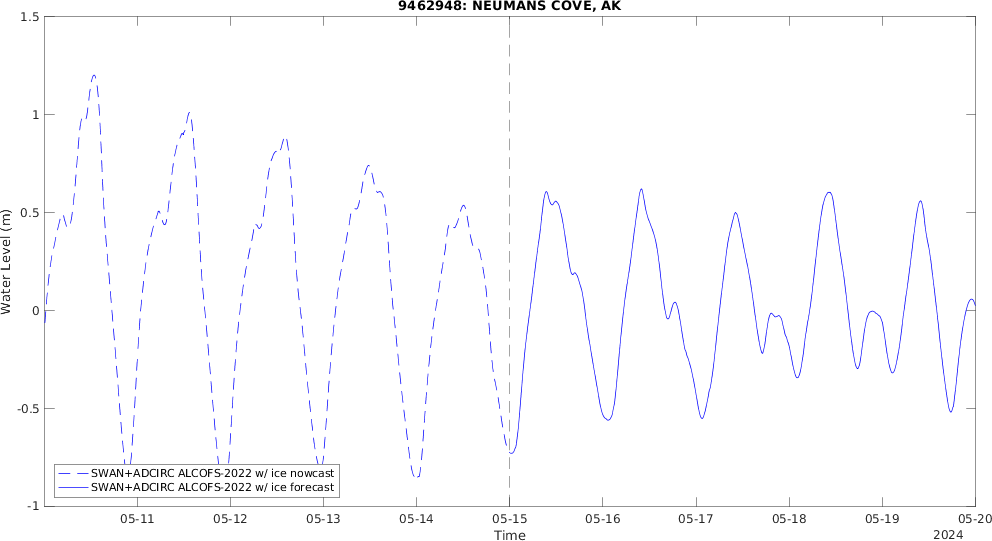 9462948: NEUMANS COVE, AK
1.5
1
0.5
0
-0.5
-1
Water Level (m)
SWAN+ADCIRC ALCOFS-2022 w/ ice nowcast
SWAN+ADCIRC ALCOFS-2022 w/ ice forecast
05-11 05-12 05-13 05-14 05-15 05-16 05-17 05-18 05-19 05-20
Time
2024